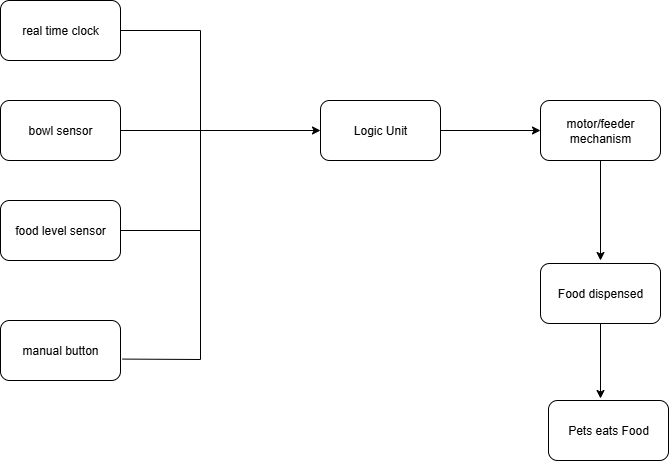 real time clock
bowl sensor
Logic Unit
motor/feeder
mechanism
food level sensor
Food dispensed
manual button
Pets eats Food